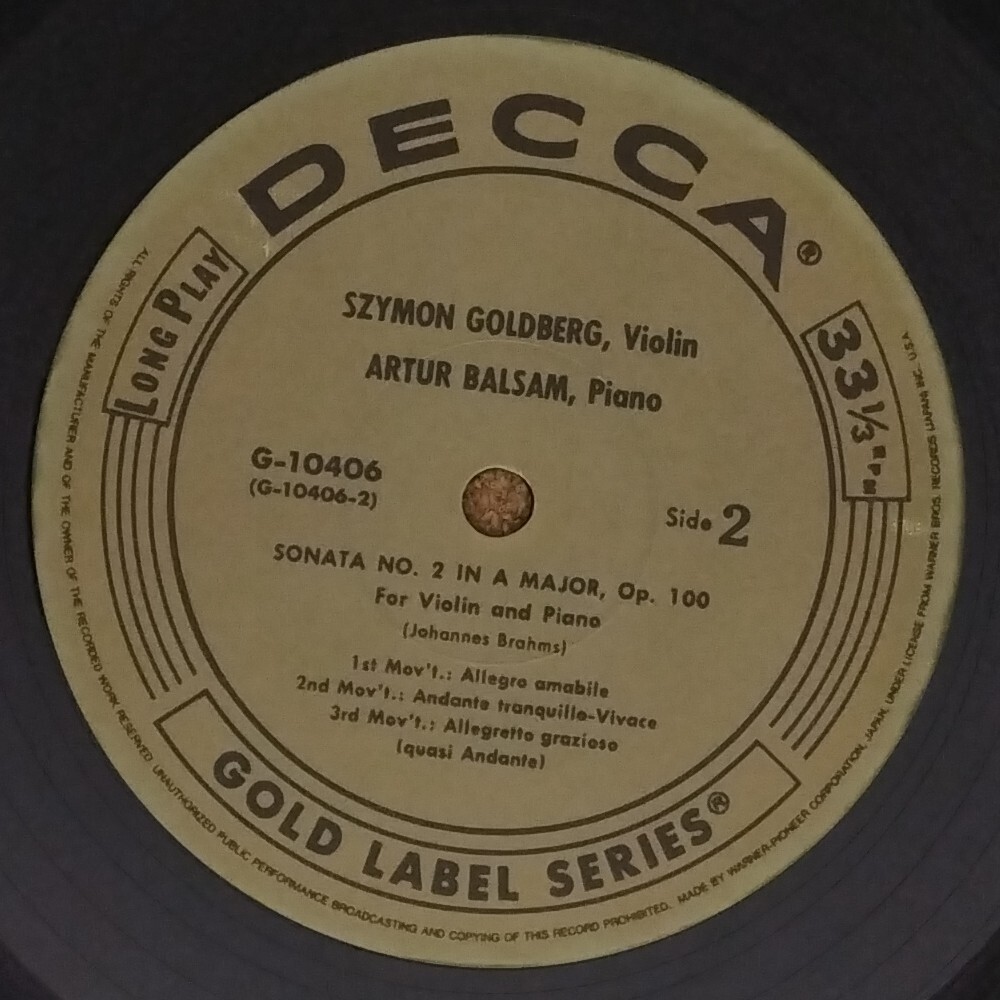 DECCA®
LONG PLAY
33 1/3 RPM
SZYMON GOLDBERG, Violin
ARTUR BALSAM, Piano
G-10406
(G-10406-2)
Side 2
SONATA NO. 2 IN A MAJOR, Op. 100
For Violin and Piano
(Johannes Brahms)
1st Mov't.: Allegro amabile
2nd Mov't.: Andante tranquillo-Vivace
3rd Mov't.: Allegretto grazioso
(quasi Andante)
GOLD LABEL SERIES®
ALL RIGHTS OF THE MANUFACTURER AND OF THE OWNER OF THE RECORDED WORK RESERVED. UNAUTHORIZED PUBLIC PERFORMANCE BROADCASTING AND COPYING OF THIS RECORD PROHIBITED. MADE BY WARNER-PIONEER CORPORATION, JAPAN, UNDER LICENSE FROM WARNER BROS. RECORDS (JAPAN) INC., U.S.A.